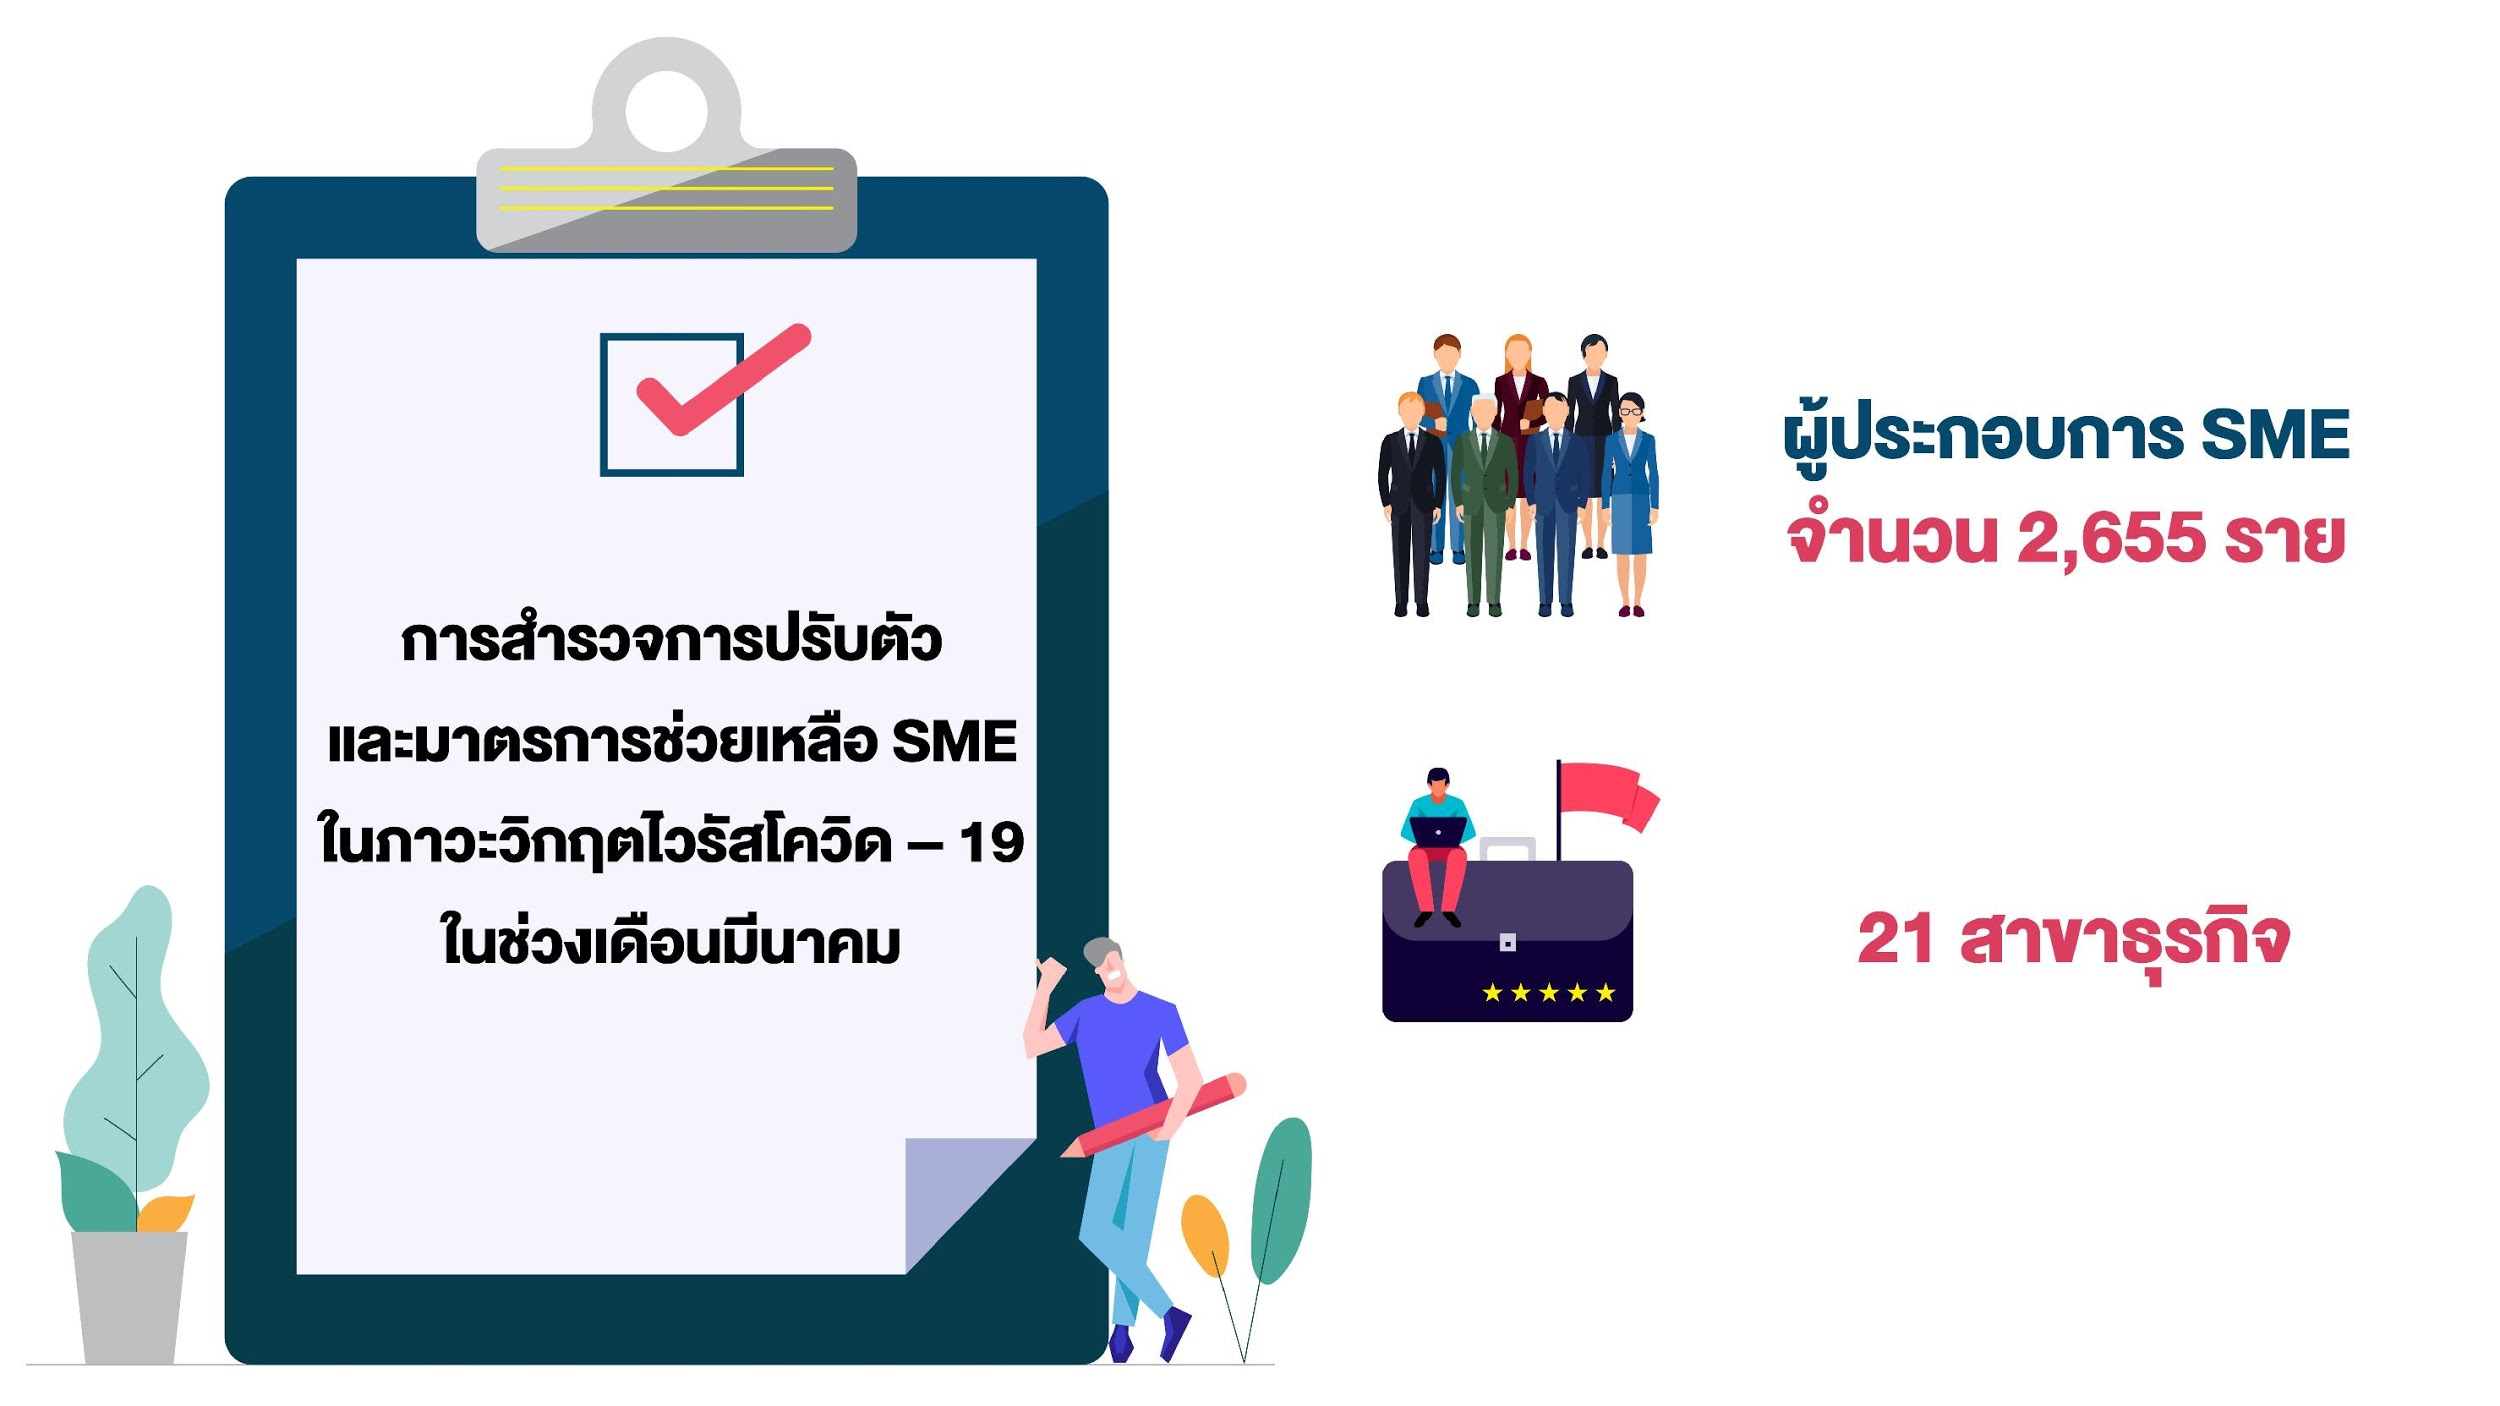 การสำรวจการปรับตัว
และมาตรการช่วยเหลือ SME
ในภาวะวิกฤตไวรัสโควิด – 19
ในช่วงเดือนมีนาคม
ผู้ประกอบการ SME
จำนวน 2,655 ราย
21 สาขาธุรกิจ